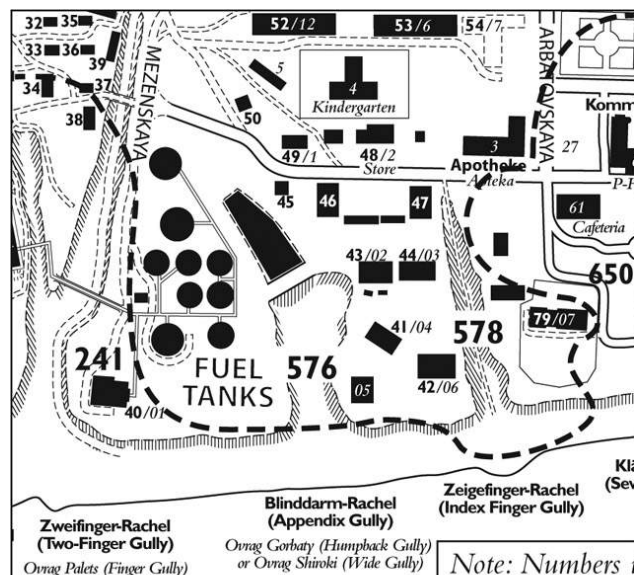 32
35
52/12
53/6
54/7
33
36
39
MEZENSKAYA
5
4
Kindergarten
ARBATOVSKAYA
34
37
38
50
49/1
48/2
Store
3
Apotheke
Apteka
27
Komm
P-H
45
46
47
61
Cafeteria
43/02
44/03
650
79/07
241
FUEL
TANKS
576
41/04
578
05
42/06
40/01
Zweifinger-Rachel
(Two-Finger Gully)
Ovrag Palets (Finger Gully)
Blinddarm-Rachel
(Appendix Gully)
Ovrag Gorbaty (Humpback Gully)
or Ovrag Shiroki (Wide Gully)
Zeigefinger-Rachel
(Index Finger Gully)
Klä
(Sev
Note: Numbers i